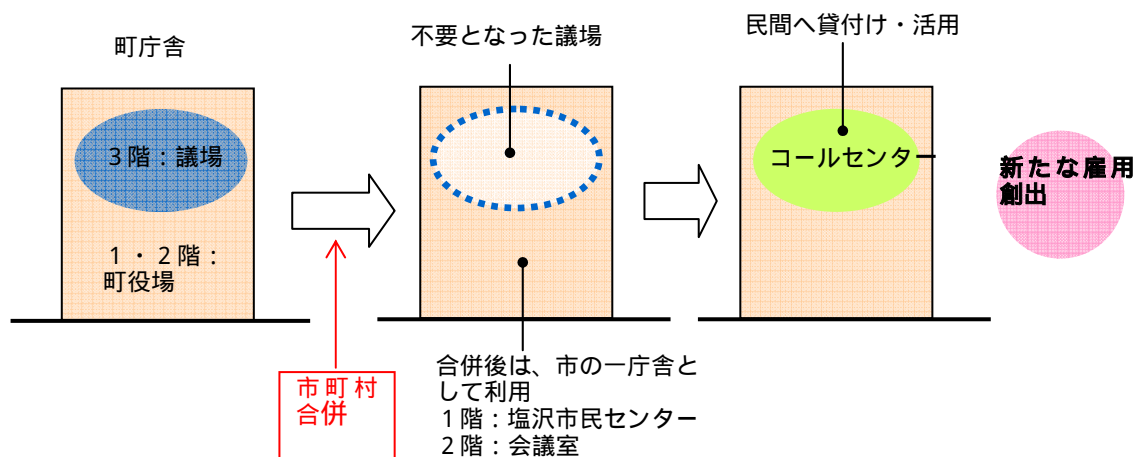 町庁舎
3階：議場
1・2階：
町役場
市町村
合併
不要となった議場
合併後は、市の一庁舎と
して利用
1階：塩沢市民センター
2階：会議室
民間へ貸付け・活用
コールセンター
新たな雇用
創出